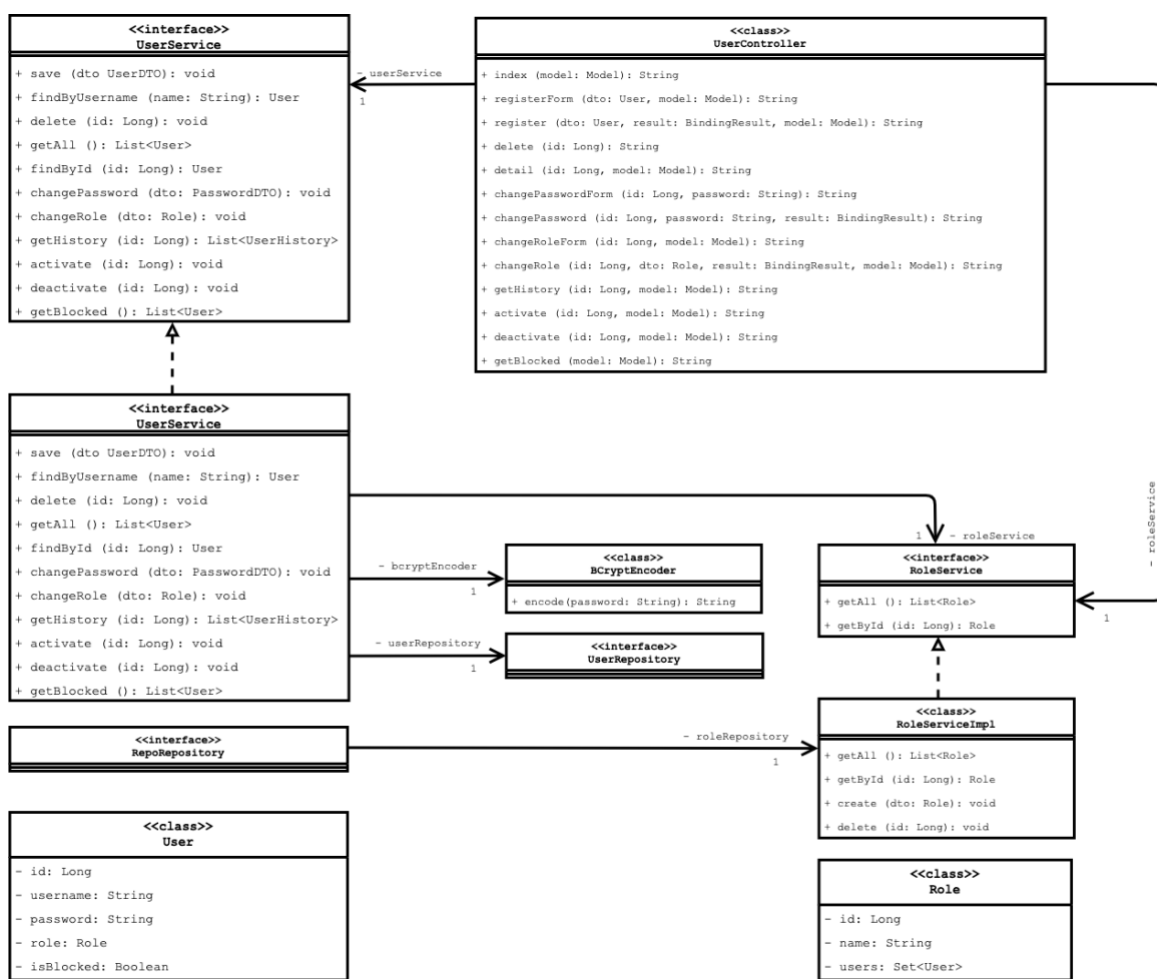 <<interface>>
UserService
+ save (dto UserDTO): void
+ findByUsername (name: String): User
+ delete (id: Long): void
+ getAll (): List<User>
+ findById (id: Long): User
+ changePassword (dto: PasswordDTO): void
+ changeRole (dto: Role): void
+ getHistory (id: Long): List<UserHistory>
+ activate (id: Long): void
+ deactivate (id: Long): void
+ getBlocked (): List<User>
- userService
1
<<class>>
UserController
+ index (model: Model): String
+ registerForm (dto: User, model: Model): String
+ register (dto: User, result: BindingResult, model: Model): String
+ delete (id: Long): String
+ detail (id: Long, model: Model): String
+ changePasswordForm (id: Long, password: String): String
+ changePassword (id: Long, password: String, result: BindingResult): String
+ changeRoleForm (id: Long, model: Model): String
+ changeRole (id: Long, dto: Role, result: BindingResult, model: Model): String
+ getHistory (id: Long, model: Model): String
+ activate (id: Long, model: Model): String
+ deactivate (id: Long, model: Model): String
+ getBlocked (model: Model): String
<<interface>>
UserService
+ save (dto UserDTO): void
+ findByUsername (name: String): User
+ delete (id: Long): void
+ getAll (): List<User>
+ findById (id: Long): User
+ changePassword (dto: PasswordDTO): void
+ changeRole (dto: Role): void
+ getHistory (id: Long): List<UserHistory>
+ activate (id: Long): void
+ deactivate (id: Long): void
+ getBlocked (): List<User>
- bcryptEncoder
1
<<class>>
BCryptEncoder
+ encode(password: String): String
- userRepository
1
<<interface>>
UserRepository
1 - roleService
<<interface>>
RoleService
+ getAll (): List<Role>
+ getById (id: Long): Role
- roleService
1
<<interface>>
RepoRepository
- roleRepository
1
<<class>>
RoleServiceImpl
+ getAll (): List<Role>
+ getById (id: Long): Role
+ create (dto: Role): void
+ delete (id: Long): void
<<class>>
User
- id: Long
- username: String
- password: String
- role: Role
- isBlocked: Boolean
<<class>>
Role
- id: Long
- name: String
- users: Set<User>